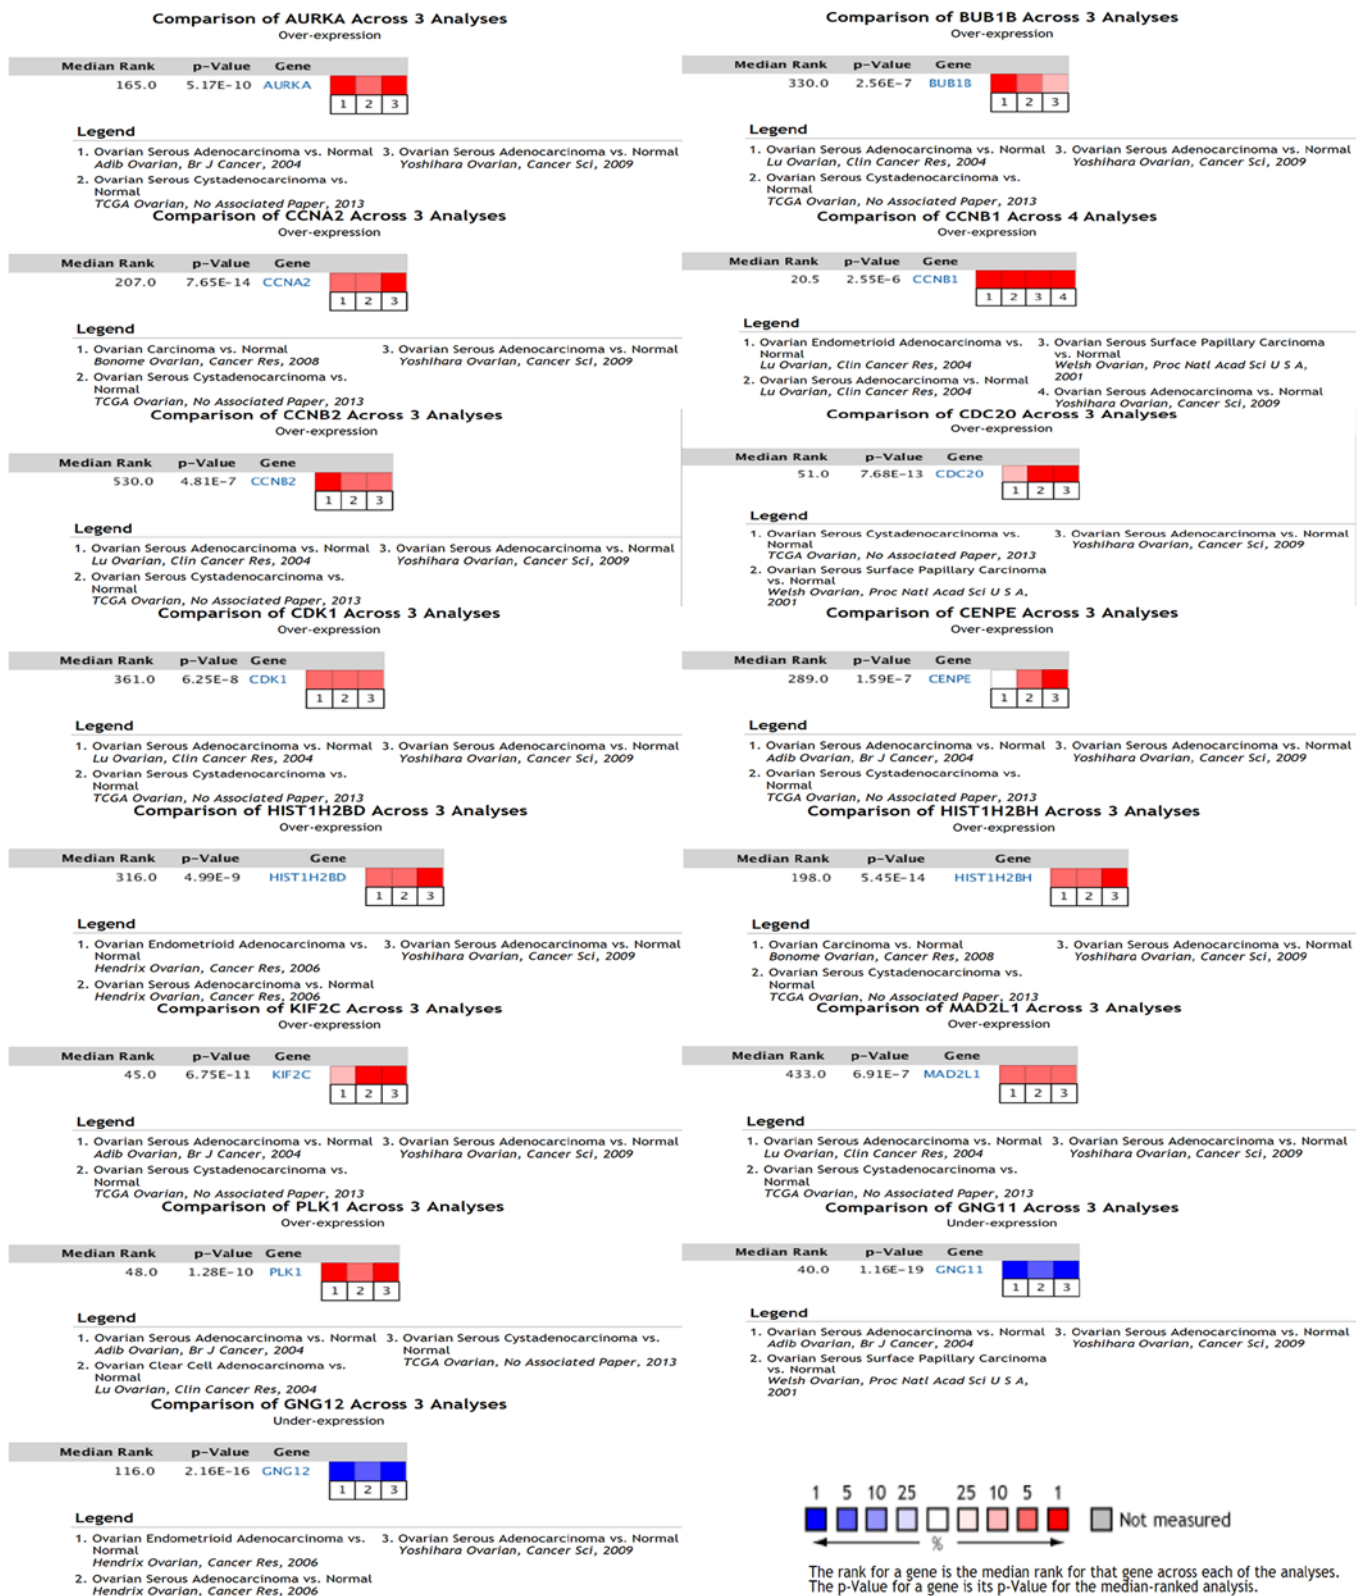 Comparison of AURKA Across 3 Analyses
Over-expression
Median Rank p-Value Gene
165.0 5.17E-10 AURKA
1 2 3
Legend
1. Ovarian Serous Adenocarcinoma vs. Normal
Adib Ovarian, Br J Cancer, 2004
2. Ovarian Serous Cystadenocarcinoma vs.
Normal
TCGA Ovarian, No Associated Paper, 2013
3. Ovarian Serous Adenocarcinoma vs. Normal
Yoshihara Ovarian, Cancer Sci, 2009
Comparison of BUB1B Across 3 Analyses
Over-expression
Median Rank p-Value Gene
330.0 2.56E-7 BUB1B
1 2 3
Legend
1. Ovarian Serous Adenocarcinoma vs. Normal
Lu Ovarian, Clin Cancer Res, 2004
2. Ovarian Serous Cystadenocarcinoma vs.
Normal
TCGA Ovarian, No Associated Paper, 2013
3. Ovarian Serous Adenocarcinoma vs. Normal
Yoshihara Ovarian, Cancer Sci, 2009
Comparison of CCNA2 Across 3 Analyses
Over-expression
Median Rank p-Value Gene
207.0 7.65E-14 CCNA2
1 2 3
Legend
1. Ovarian Carcinoma vs. Normal
Bonome Ovarian, Cancer Res, 2008
2. Ovarian Serous Cystadenocarcinoma vs.
Normal
TCGA Ovarian, No Associated Paper, 2013
3. Ovarian Serous Adenocarcinoma vs. Normal
Yoshihara Ovarian, Cancer Sci, 2009
Comparison of CCNB1 Across 4 Analyses
Over-expression
Median Rank p-Value Gene
20.5 2.55E-6 CCNB1
1 2 3 4
Legend
1. Ovarian Endometrioid Adenocarcinoma vs.
Normal
Lu Ovarian, Clin Cancer Res, 2004
2. Ovarian Serous Adenocarcinoma vs. Normal
Lu Ovarian, Clin Cancer Res, 2004
3. Ovarian Serous Surface Papillary Carcinoma
vs. Normal
Welsh Ovarian, Proc Natl Acad Sci U S A,
2001
4. Ovarian Serous Adenocarcinoma vs. Normal
Yoshihara Ovarian, Cancer Sci, 2009
Comparison of CCNB2 Across 3 Analyses
Over-expression
Median Rank p-Value Gene
530.0 4.81E-7 CCNB2
1 2 3
Legend
1. Ovarian Serous Adenocarcinoma vs. Normal
Lu Ovarian, Clin Cancer Res, 2004
2. Ovarian Serous Cystadenocarcinoma vs.
Normal
TCGA Ovarian, No Associated Paper, 2013
3. Ovarian Serous Adenocarcinoma vs. Normal
Yoshihara Ovarian, Cancer Sci, 2009
Comparison of CDC20 Across 3 Analyses
Over-expression
Median Rank p-Value Gene
51.0 7.68E-13 CDC20
1 2 3
Legend
1. Ovarian Serous Cystadenocarcinoma vs.
Normal
TCGA Ovarian, No Associated Paper, 2013
2. Ovarian Serous Surface Papillary Carcinoma
vs. Normal
Welsh Ovarian, Proc Natl Acad Sci U S A,
2001
3. Ovarian Serous Adenocarcinoma vs. Normal
Yoshihara Ovarian, Cancer Sci, 2009
Comparison of CDK1 Across 3 Analyses
Over-expression
Median Rank p-Value Gene
361.0 6.25E-8 CDK1
1 2 3
Legend
1. Ovarian Serous Adenocarcinoma vs. Normal
Lu Ovarian, Clin Cancer Res, 2004
2. Ovarian Serous Cystadenocarcinoma vs.
Normal
TCGA Ovarian, No Associated Paper, 2013
3. Ovarian Serous Adenocarcinoma vs. Normal
Yoshihara Ovarian, Cancer Sci, 2009
Comparison of CENPE Across 3 Analyses
Over-expression
Median Rank p-Value Gene
289.0 1.59E-7 CENPE
1 2 3
Legend
1. Ovarian Serous Adenocarcinoma vs. Normal
Adib Ovarian, Br J Cancer, 2004
2. Ovarian Serous Cystadenocarcinoma vs.
Normal
TCGA Ovarian, No Associated Paper, 2013
3. Ovarian Serous Adenocarcinoma vs. Normal
Yoshihara Ovarian, Cancer Sci, 2009
Comparison of HIST1H2BD Across 3 Analyses
Over-expression
Median Rank p-Value Gene
316.0 4.99E-9 HIST1H2BD
1 2 3
Legend
1. Ovarian Endometrioid Adenocarcinoma vs.
Normal
Hendrix Ovarian, Cancer Res, 2006
2. Ovarian Serous Adenocarcinoma vs. Normal
Hendrix Ovarian, Cancer Res, 2006
3. Ovarian Serous Adenocarcinoma vs. Normal
Yoshihara Ovarian, Cancer Sci, 2009
Comparison of HIST1H2BH Across 3 Analyses
Over-expression
Median Rank p-Value Gene
198.0 5.45E-14 HIST1H2BH
1 2 3
Legend
1. Ovarian Carcinoma vs. Normal
Bonome Ovarian, Cancer Res, 2008
2. Ovarian Serous Cystadenocarcinoma vs.
Normal
TCGA Ovarian, No Associated Paper, 2013
3. Ovarian Serous Adenocarcinoma vs. Normal
Yoshihara Ovarian, Cancer Sci, 2009
Comparison of KIF2C Across 3 Analyses
Over-expression
Median Rank p-Value Gene
45.0 6.75E-11 KIF2C
1 2 3
Legend
1. Ovarian Serous Adenocarcinoma vs. Normal
Adib Ovarian, Br J Cancer, 2004
2. Ovarian Serous Cystadenocarcinoma vs.
Normal
TCGA Ovarian, No Associated Paper, 2013
3. Ovarian Serous Adenocarcinoma vs. Normal
Yoshihara Ovarian, Cancer Sci, 2009
Comparison of MAD2L1 Across 3 Analyses
Over-expression
Median Rank p-Value Gene
433.0 6.91E-7 MAD2L1
1 2 3
Legend
1. Ovarian Serous Adenocarcinoma vs. Normal
Lu Ovarian, Clin Cancer Res, 2004
2. Ovarian Serous Cystadenocarcinoma vs.
Normal
TCGA Ovarian, No Associated Paper, 2013
3. Ovarian Serous Adenocarcinoma vs. Normal
Yoshihara Ovarian, Cancer Sci, 2009
Comparison of PLK1 Across 3 Analyses
Over-expression
Median Rank p-Value Gene
48.0 1.28E-10 PLK1
1 2 3
Legend
1. Ovarian Serous Adenocarcinoma vs. Normal
Adib Ovarian, Br J Cancer, 2004
2. Ovarian Clear Cell Adenocarcinoma vs.
Normal
Lu Ovarian, Clin Cancer Res, 2004
3. Ovarian Serous Cystadenocarcinoma vs.
Normal
TCGA Ovarian, No Associated Paper, 2013
Comparison of GNG11 Across 3 Analyses
Under-expression
Median Rank p-Value Gene
40.0 1.16E-19 GNG11
1 2 3
Legend
1. Ovarian Serous Adenocarcinoma vs. Normal
Adib Ovarian, Br J Cancer, 2004
2. Ovarian Serous Surface Papillary Carcinoma
vs. Normal
Welsh Ovarian, Proc Natl Acad Sci U S A,
2001
3. Ovarian Serous Adenocarcinoma vs. Normal
Yoshihara Ovarian, Cancer Sci, 2009
Comparison of GNG12 Across 3 Analyses
Under-expression
Median Rank p-Value Gene
116.0 2.16E-16 GNG12
1 2 3
Legend
1. Ovarian Endometrioid Adenocarcinoma vs.
Normal
Hendrix Ovarian, Cancer Res, 2006
2. Ovarian Serous Adenocarcinoma vs. Normal
Hendrix Ovarian, Cancer Res, 2006
3. Ovarian Serous Adenocarcinoma vs. Normal
Yoshihara Ovarian, Cancer Sci, 2009
1 5 10 25 25 10 5 1
Not measured
%
The rank for a gene is the median rank for that gene across each of the analyses.
The p-Value for a gene is its p-Value for the median-ranked analysis.